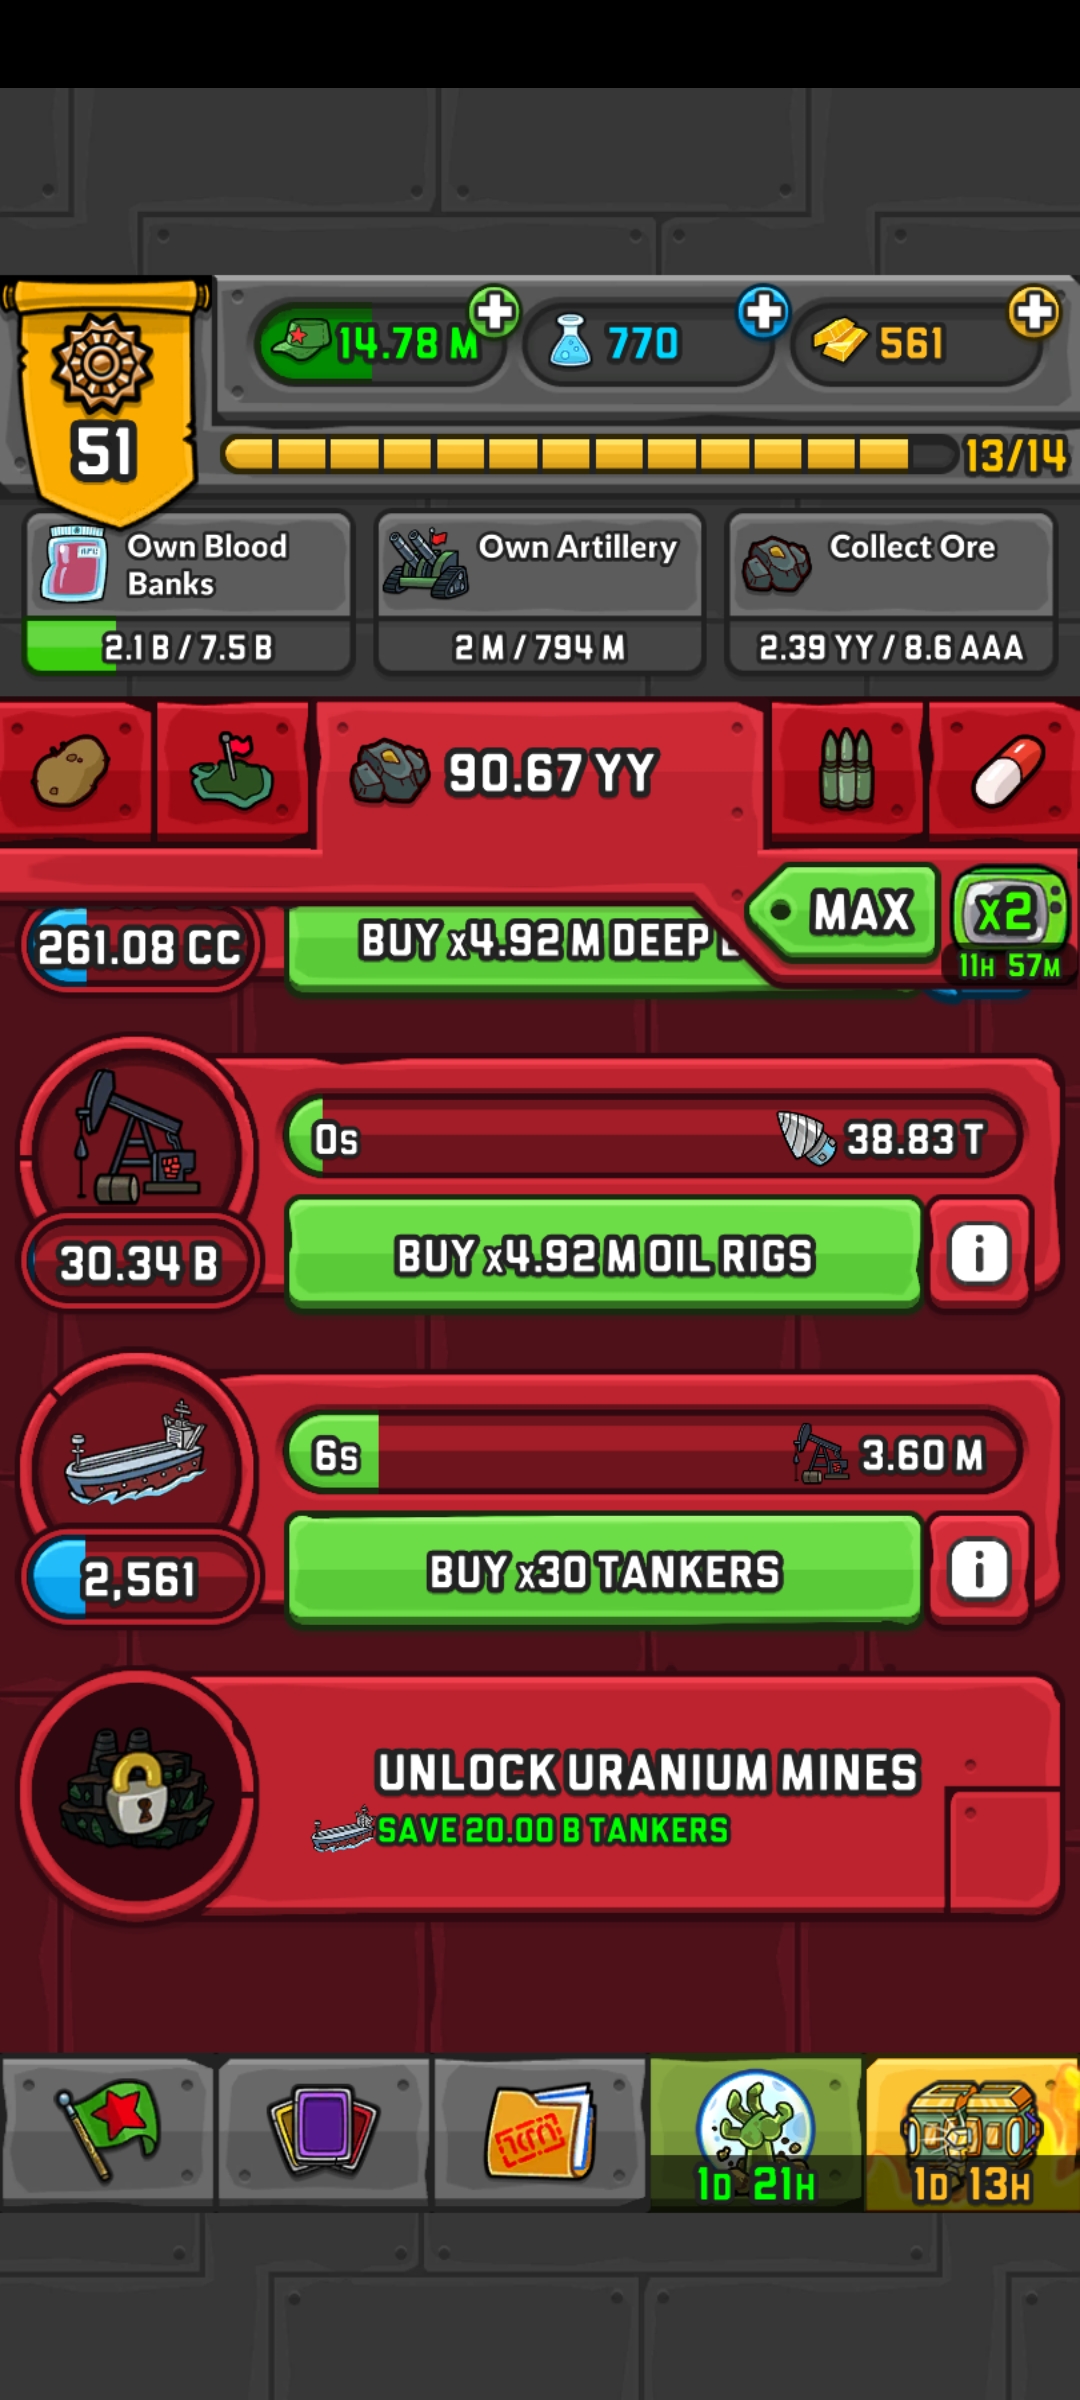 14.78 M
770
561
51
13/14
Own Blood Banks
Own Artillery
Collect Ore
2.1 B / 7.5 B
2 M / 794 M
2.39 YY / 8.6 AAA
90.67 YY
MAX
x2
11H 57M
261.08 CC
BUY x4.92 M DEEP
0s
38.83 T
30.34 B
BUY x4.92 M OIL RIGS
i
6s
3.60 M
2,561
BUY x30 TANKERS
i
UNLOCK URANIUM MINES
SAVE 20.00 B TANKERS
1D 21H
1D 13H